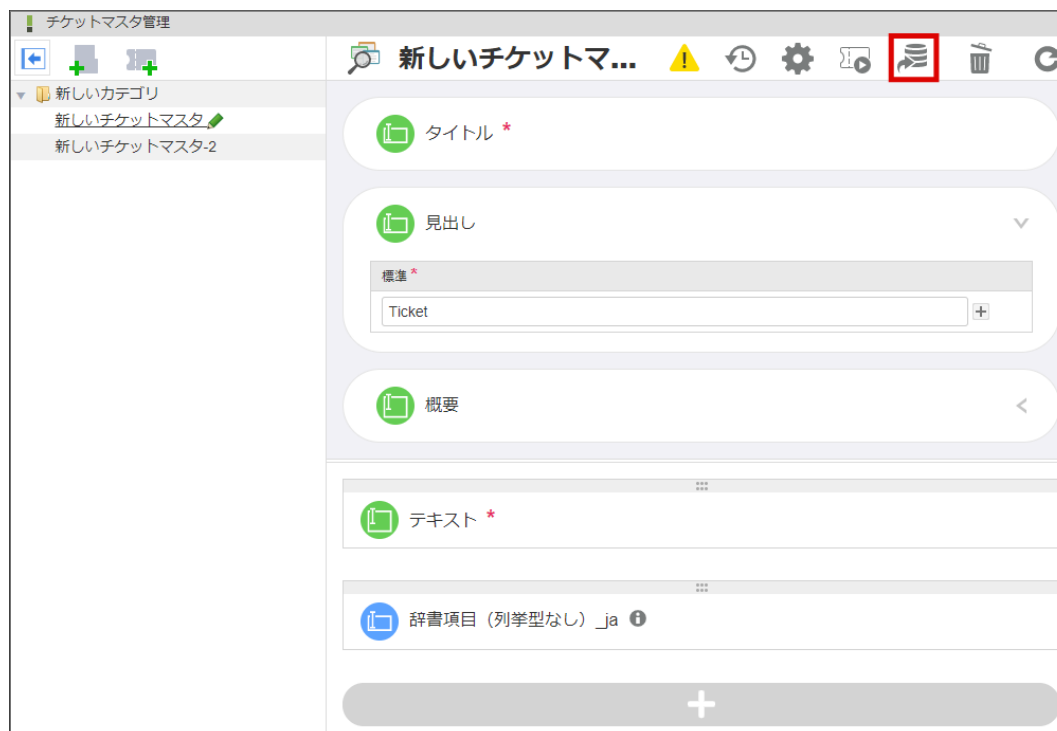 チケットマスタ管理
新しいチケットマ...
新しいカテゴリ
新しいチケットマスタ
新しいチケットマスタ-2
タイトル *
見出し
標準 *
Ticket
概要
テキスト *
辞書項目（列挙型なし）_ja